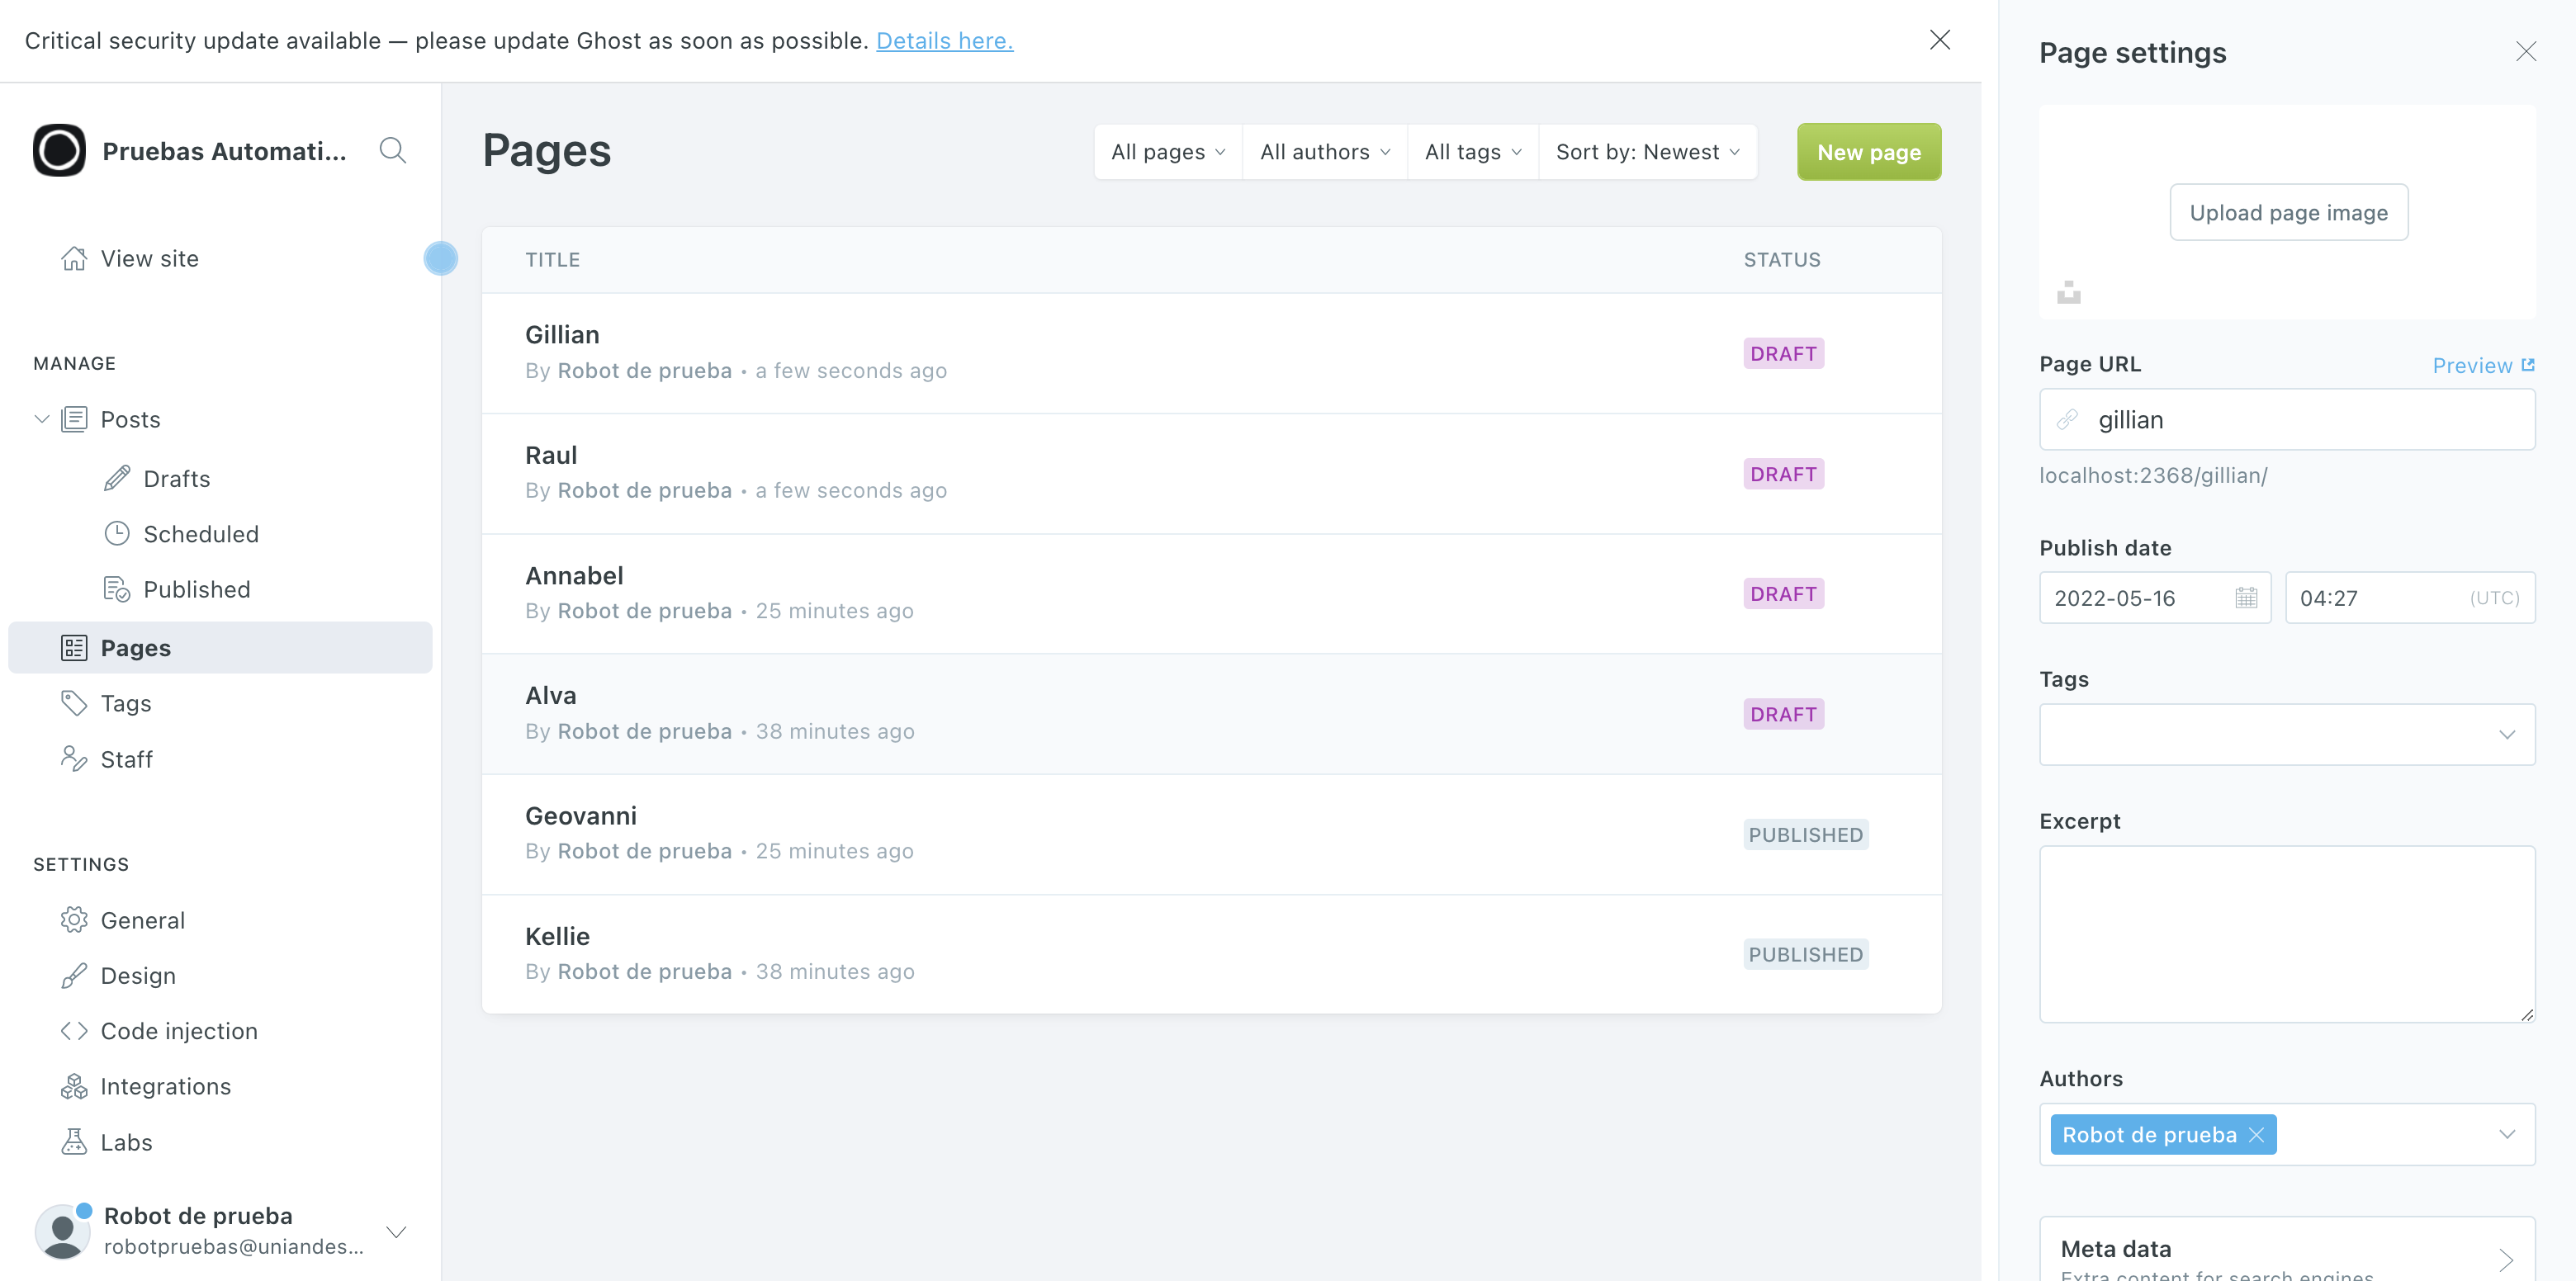 Critical security update available — please update Ghost as soon as possible. Details here.
Pruebas Automati...
View site
MANAGE
Posts
Drafts
Scheduled
Published
Pages
Tags
Staff
SETTINGS
General
Design
Code injection
Integrations
Labs
Robot de prueba
robotpruebas@uniandes...
Pages
All pages
All authors
All tags
Sort by: Newest
New page
TITLE
STATUS
Gillian
DRAFT
By Robot de prueba • a few seconds ago
Raul
DRAFT
By Robot de prueba • a few seconds ago
Annabel
DRAFT
By Robot de prueba • 25 minutes ago
Alva
DRAFT
By Robot de prueba • 38 minutes ago
Geovanni
PUBLISHED
By Robot de prueba • 25 minutes ago
Kellie
PUBLISHED
By Robot de prueba • 38 minutes ago
Page settings
Upload page image
Page URL
Preview
gillian
localhost:2368/gillian/
Publish date
2022-05-16
04:27 (UTC)
Tags
Excerpt
Authors
Robot de prueba
Meta data
Extra content for search engines